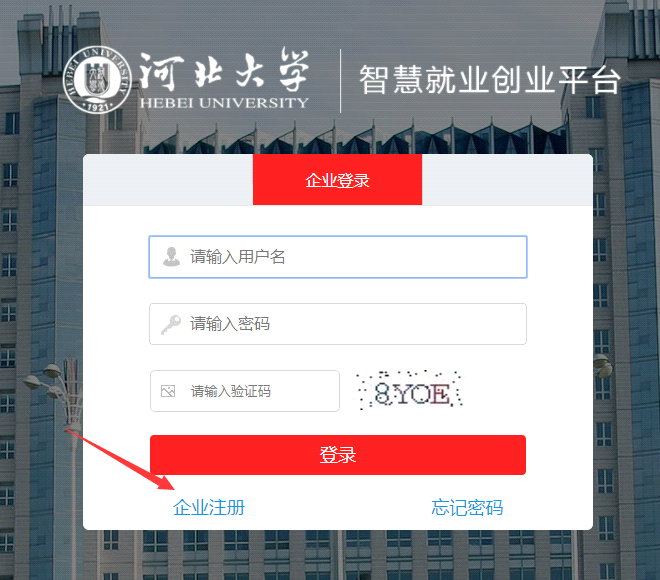 河北大学
HEBEI UNIVERSITY
智慧就业创业平台
HEBEI UNIVERSITY
1921
企业登录
请输入用户名
请输入密码
请输入验证码
8YOE
登录
企业注册
忘记密码